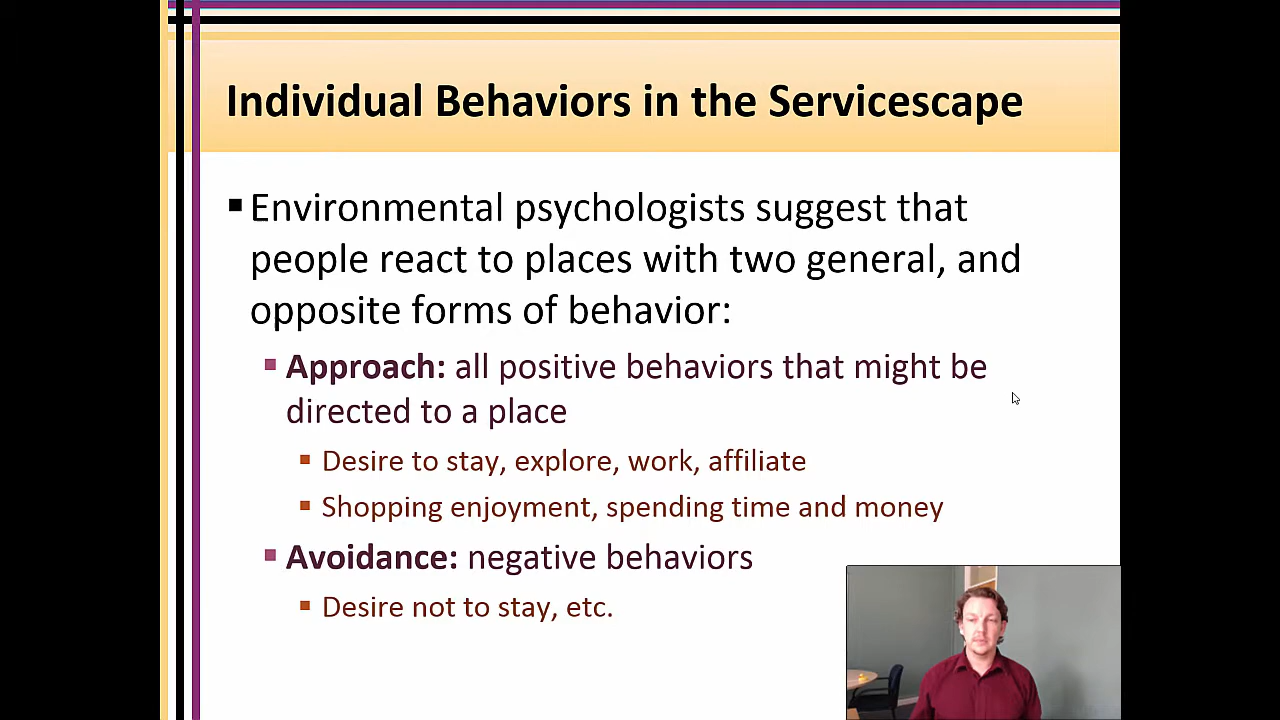 Individual Behaviors in the Servicescape
Environmental psychologists suggest that
people react to places with two general, and
opposite forms of behavior:
Approach: all positive behaviors that might be
directed to a place
Desire to stay, explore, work, affiliate
Shopping enjoyment, spending time and money
Avoidance: negative behaviors
Desire not to stay, etc.